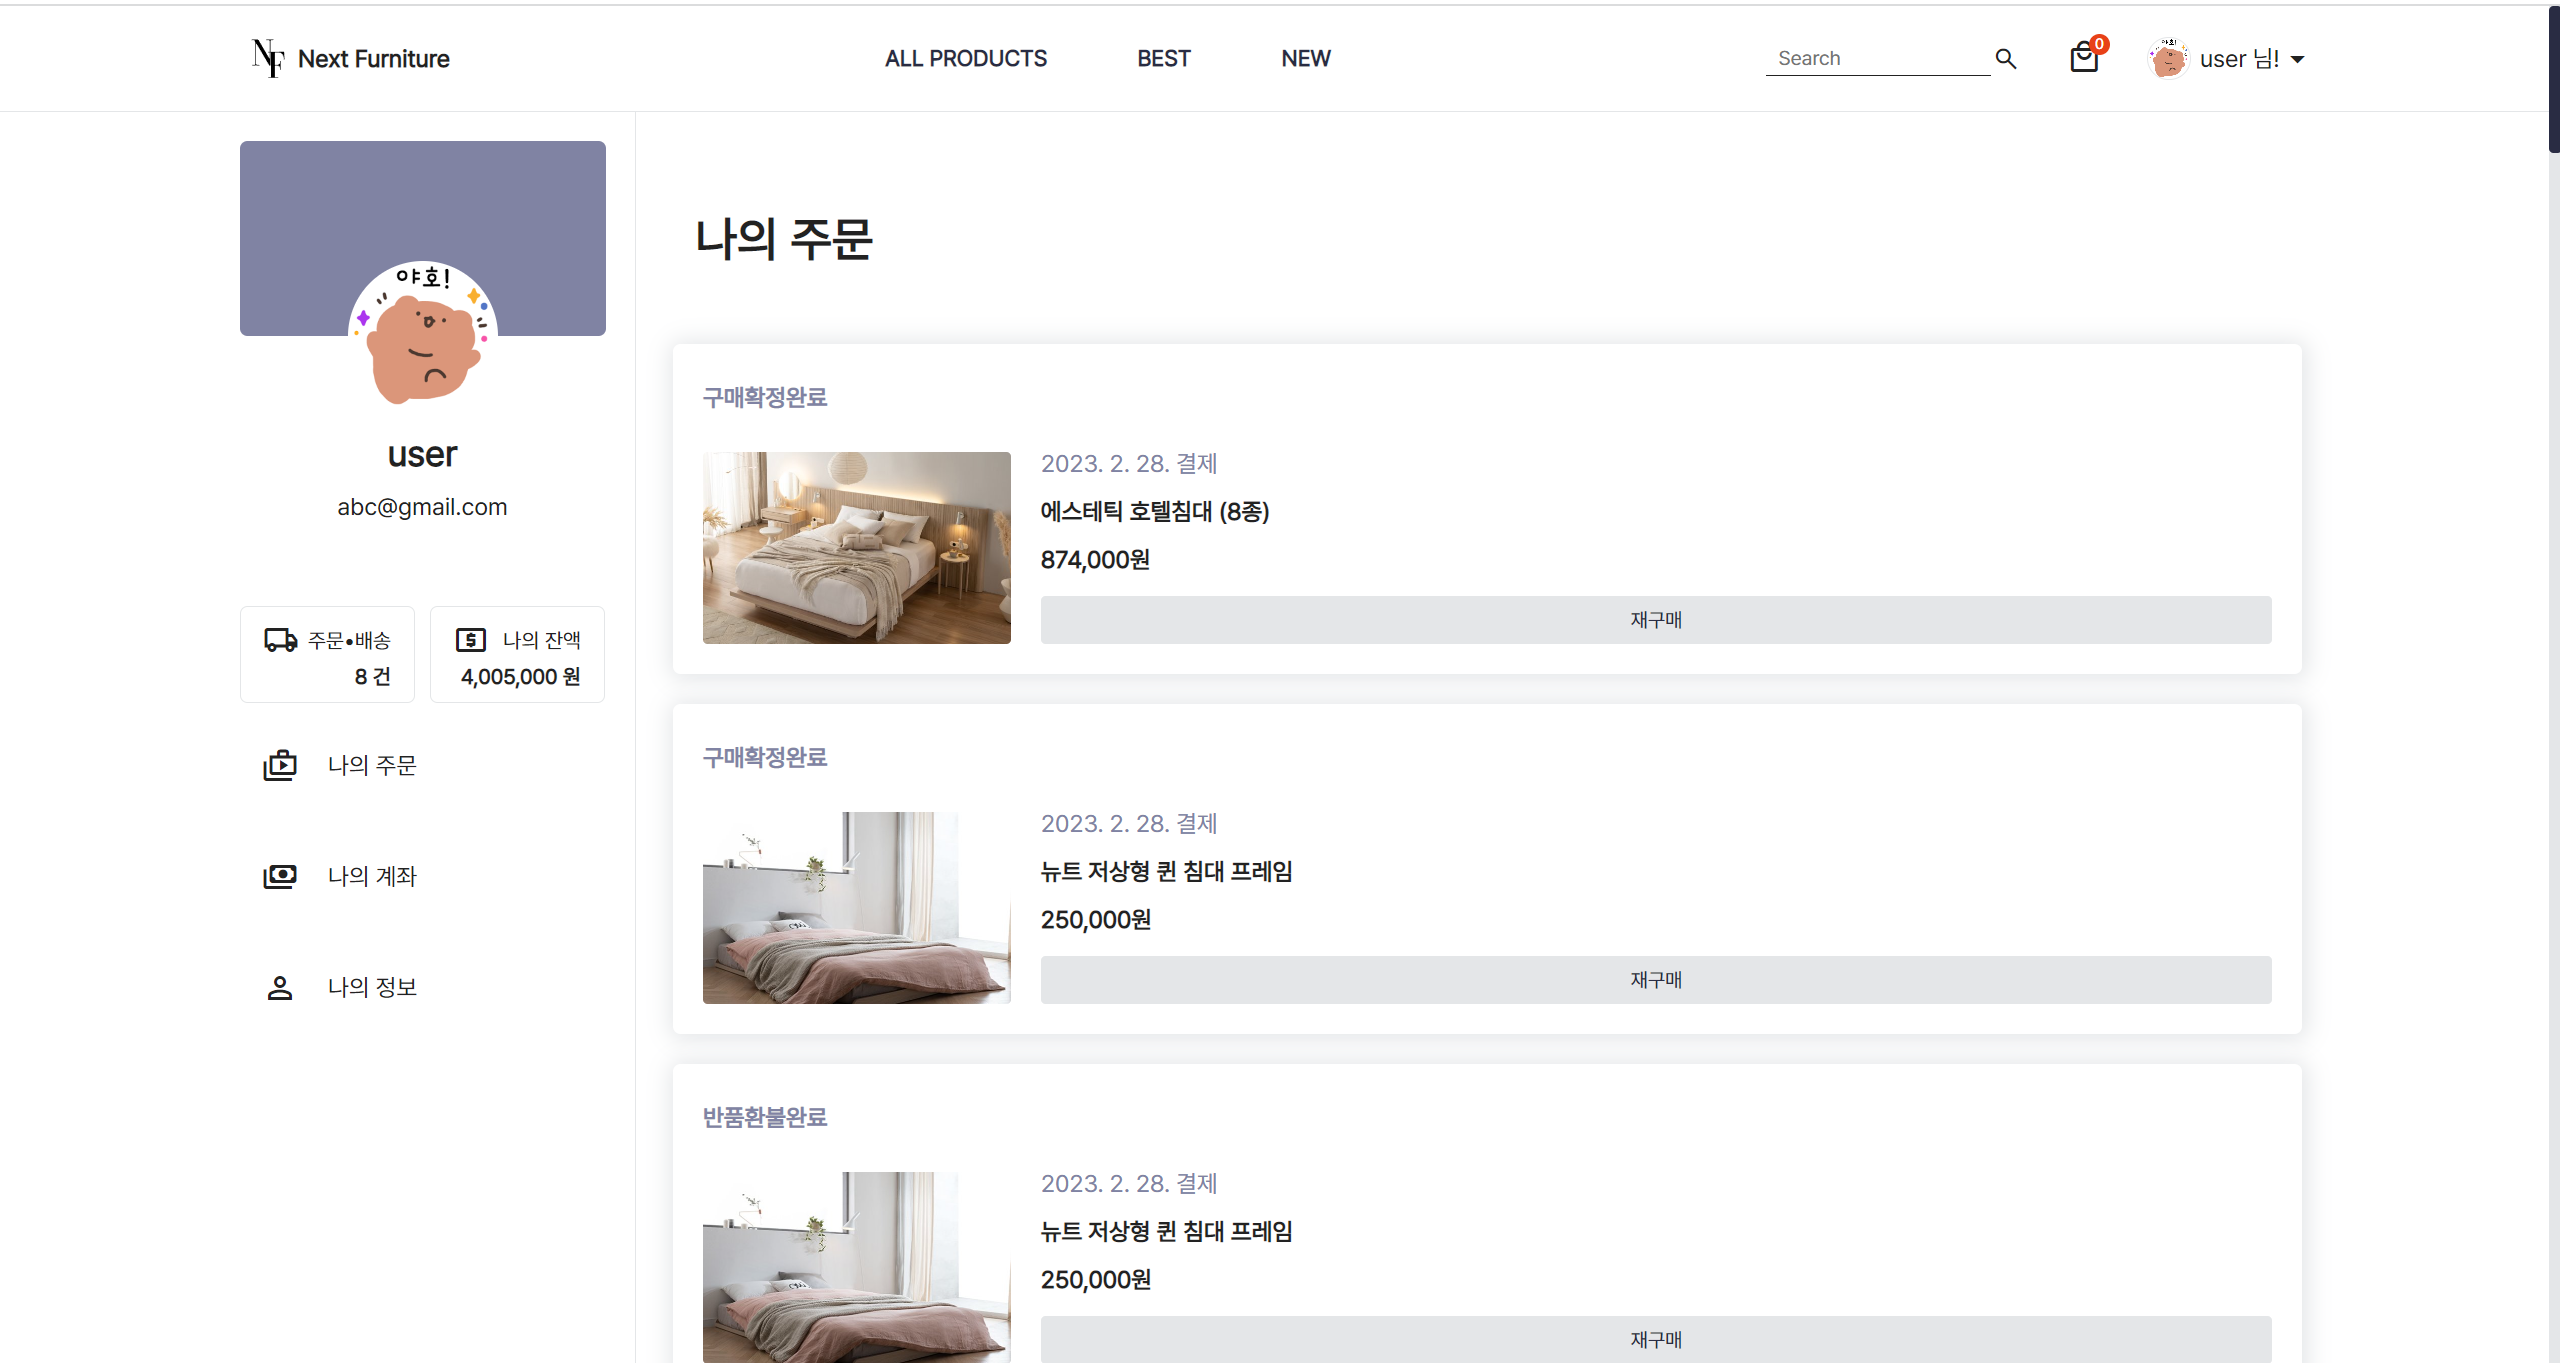 NF Next Furniture
ALL PRODUCTS
BEST
NEW
Search
0
user 님!
야호!
user
abc@gmail.com
주문•배송
8 건
나의 잔액
4,005,000 원
나의 주문
나의 계좌
나의 정보
나의 주문
구매확정완료
2023. 2. 28. 결제
에스테틱 호텔침대 (8종)
874,000원
재구매
구매확정완료
2023. 2. 28. 결제
뉴트 저상형 퀸 침대 프레임
250,000원
재구매
반품환불완료
2023. 2. 28. 결제
뉴트 저상형 퀸 침대 프레임
250,000원
재구매